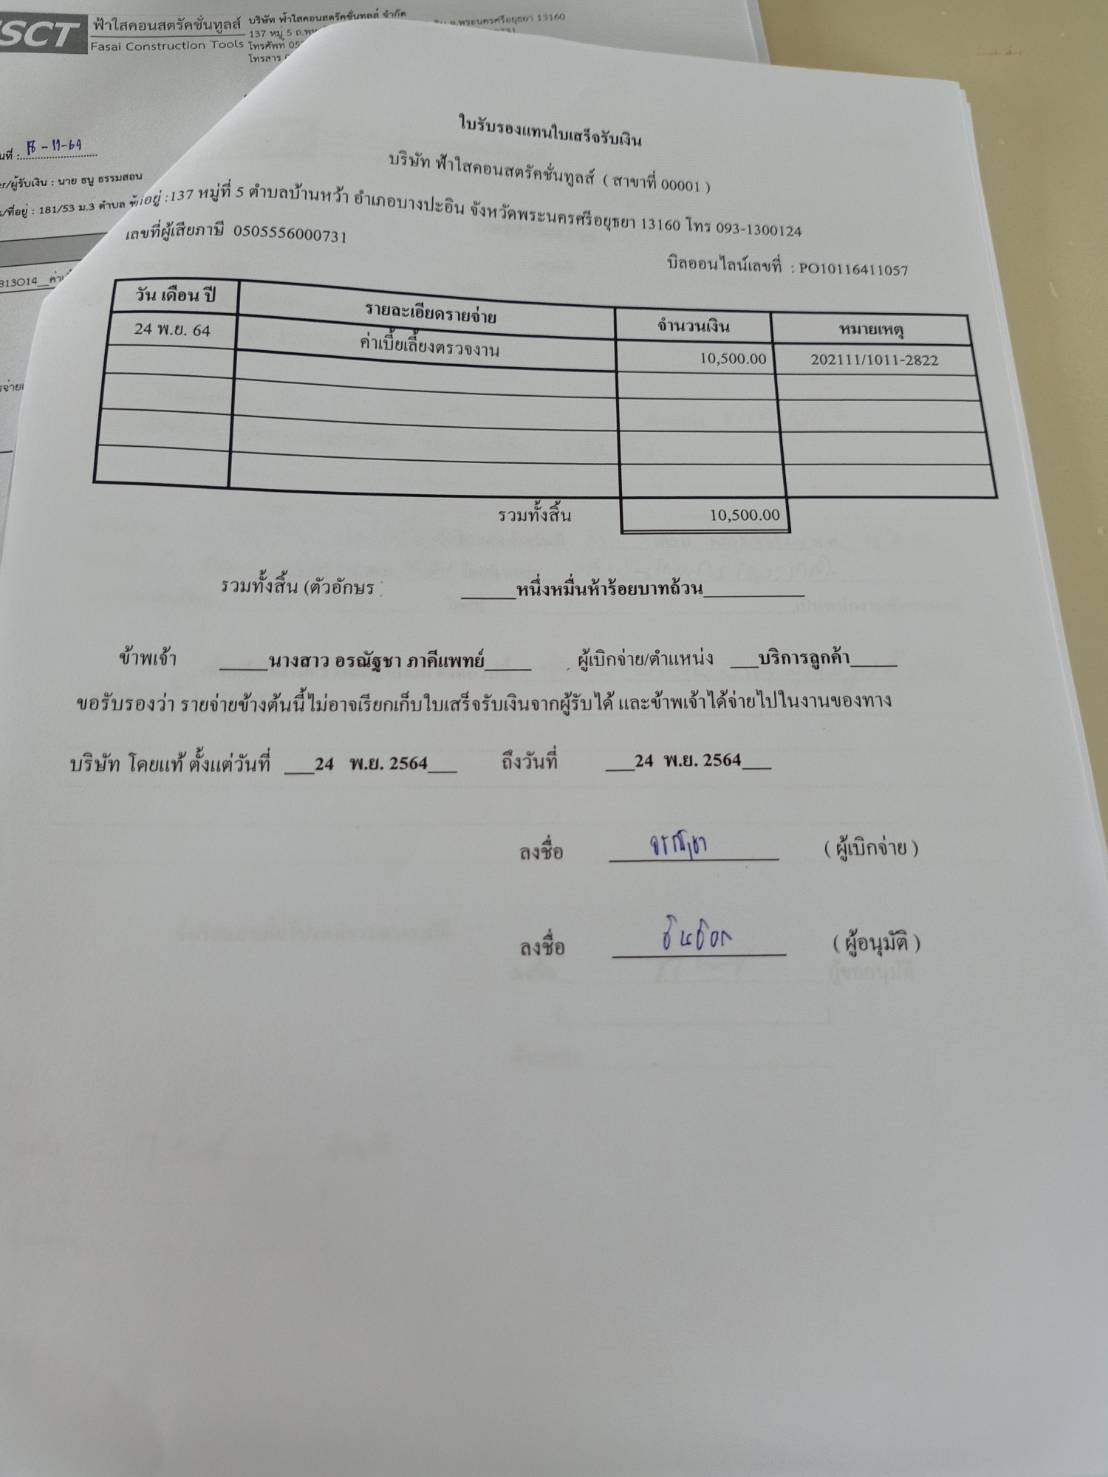 SCT
ฟ้าใสคอนสตรัคชั่นทูลส์
Fasai Construction Tools
บริษัท ฟ้าใสคอนสตรัคชั่นทูลส์ จำกัด
137 หมู่ 5 ถ.
13160
โทรศัพท์ 05
โทรสาร
-11-64
ผู้รับเงิน : นาย ธนู ธรรมสอน
ที่อยู่ : 181/53 ม.3 ตำบล
313O14
ใบรับรองแทนใบเสร็จรับเงิน
บริษัท ฟ้าใสคอนสตรัคชั่นทูลส์ ( สาขาที่ 00001 )
ที่อยู่ :137 หมู่ที่ 5 ตำบลบ้านหว้า อำเภอบางปะอิน จังหวัดพระนครศรีอยุธยา 13160 โทร 093-1300124
เลขที่ผู้เสียภาษี 0505556000731
บิลออนไลน์เลขที่ : PO10116411057
วัน เดือน ปี รายละเอียดรายจ่าย จำนวนเงิน หมายเหตุ
24 พ.ย. 64 ค่าเบี้ยเลี้ยงตรวจงาน 10,500.00 202111/1011-2822
รวมทั้งสิ้น 10,500.00
รวมทั้งสิ้น (ตัวอักษร ______หนึ่งหมื่นห้าร้อยบาทถ้วน___________
ข้าพเจ้า _____นางสาว อรณัฐชา ภาคีแพทย์_____ ผู้เบิกจ่าย/ตำแหน่ง ___บริการลูกค้า_____
ขอรับรองว่า รายจ่ายข้างต้นนี้ไม่อาจเรียกเก็บใบเสร็จรับเงินจากผู้รับได้ และข้าพเจ้าได้จ่ายไปในงานของทาง
บริษัท โดยแท้ ตั้งแต่วันที่ ___24 พ.ย. 2564___ ถึงวันที่ ___24 พ.ย. 2564___
ลงชื่อ อรณัฐชา ( ผู้เบิกจ่าย )
ลงชื่อ ( ผู้อนุมัติ )